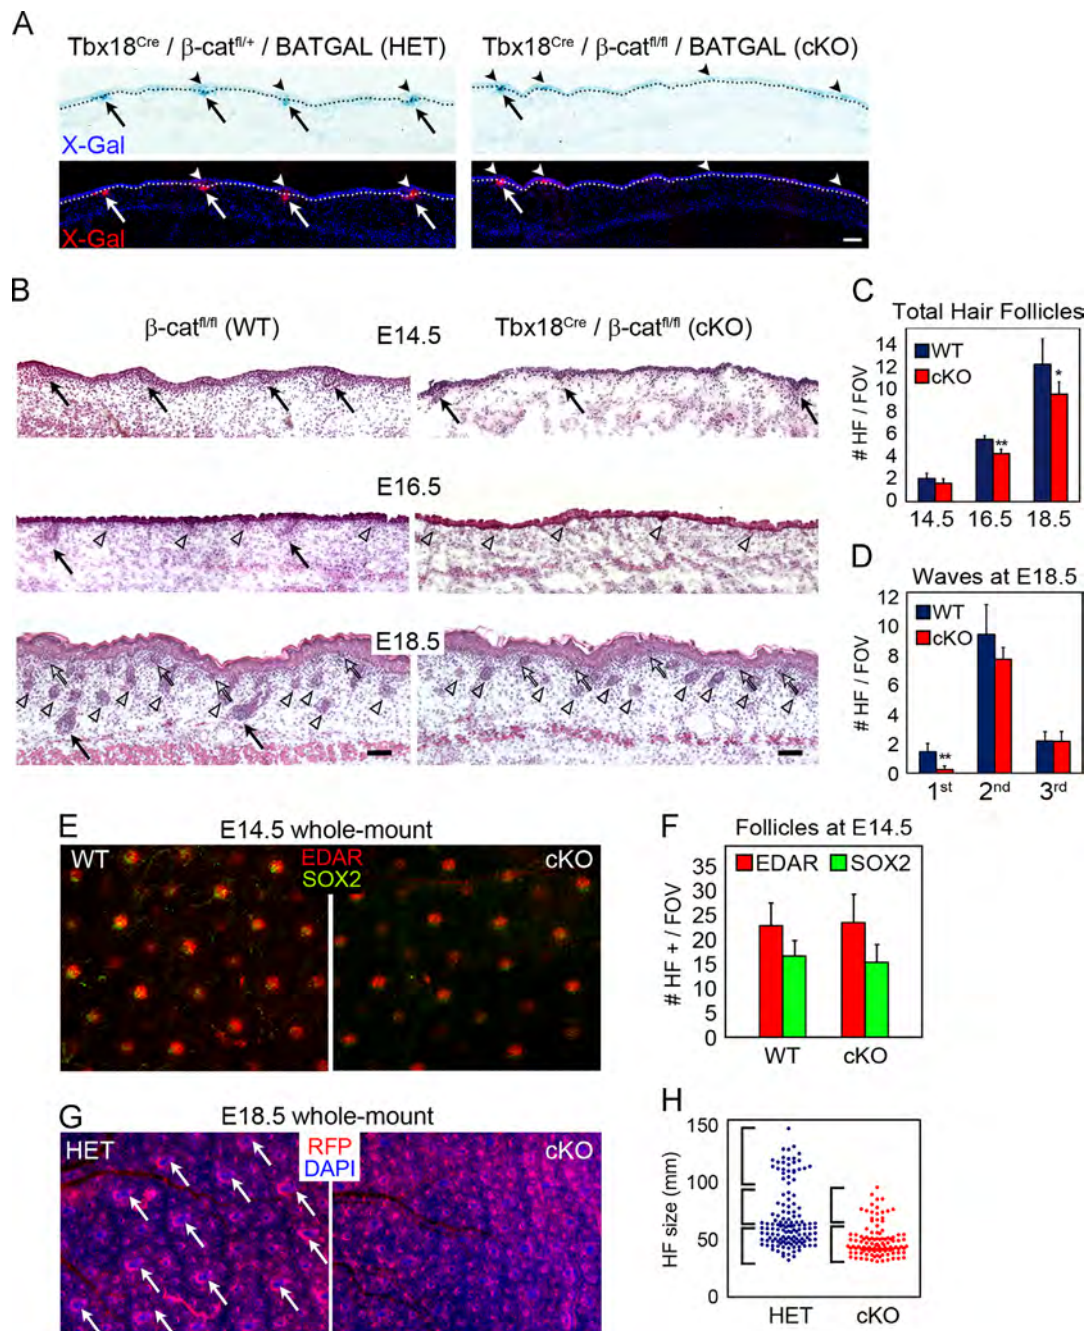 A
Tbx18Cre / β-catfl/+ / BATGAL (HET)
Tbx18Cre / β-catfl/fl / BATGAL (cKO)
X-Gal
X-Gal
B
β-catfl/fl (WT)
Tbx18Cre / β-catfl/fl (cKO)
E14.5
E16.5
E18.5
C
Total Hair Follicles
# HF / FOV
14
12
10
8
6
4
2
0
WT
cKO
**
*
14.5 16.5 18.5
D
Waves at E18.5
# HF / FOV
12
10
8
6
4
2
0
WT
cKO
**
1st 2nd 3rd
E
E14.5 whole-mount
WT
EDAR
SOX2
cKO
F
Follicles at E14.5
# HF + / FOV
35
30
25
20
15
10
5
0
EDAR SOX2
WT cKO
G
E18.5 whole-mount
HET
RFP
DAPI
cKO
H
HF size (mm)
150
100
50
0
HET cKO